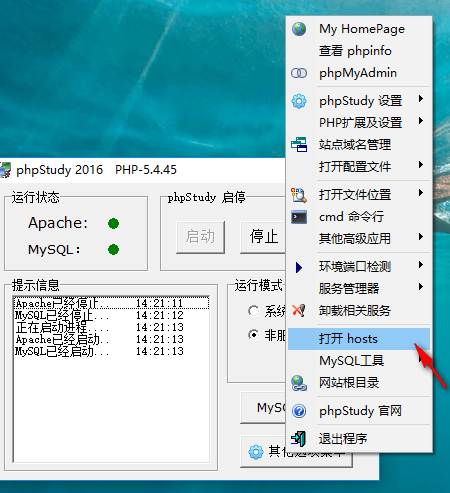 My HomePage
查看 phpinfo
phpMyAdmin
phpStudy 设置
PHP扩展及设置
站点域名管理
打开配置文件
打开文件位置
cmd 命令行
其他高级应用
环境端口检测
服务管理器
卸载相关服务
打开 hosts
MySQL工具
网站根目录
phpStudy 官网
退出程序
phpStudy 2016 PHP-5.4.45
运行状态
Apache:
MySQL:
phpStudy 启停
启动
停止
提示信息
Apache已经停止... 14:21:11
MySQL已经停止... 14:21:12
正在启动进程.... 14:21:13
Apache已经启动.. 14:21:13
MySQL已经启动.... 14:21:13
运行模式
系统
非服
MySQ
其他选项菜单